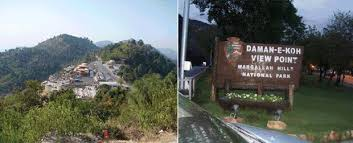 DAMAN-E-KOH
VIEW POINT
MARGALLAH HILLS
NATIONAL PARK